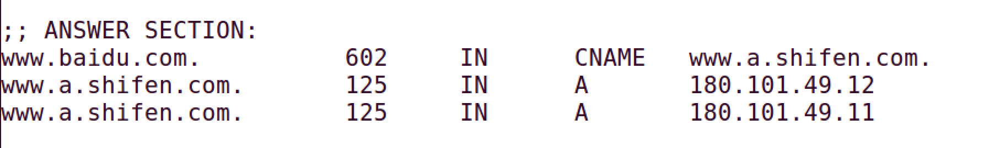 ;; ANSWER SECTION:
www.baidu.com. 602 IN CNAME www.a.shifen.com.
www.a.shifen.com. 125 IN A 180.101.49.12
www.a.shifen.com. 125 IN A 180.101.49.11